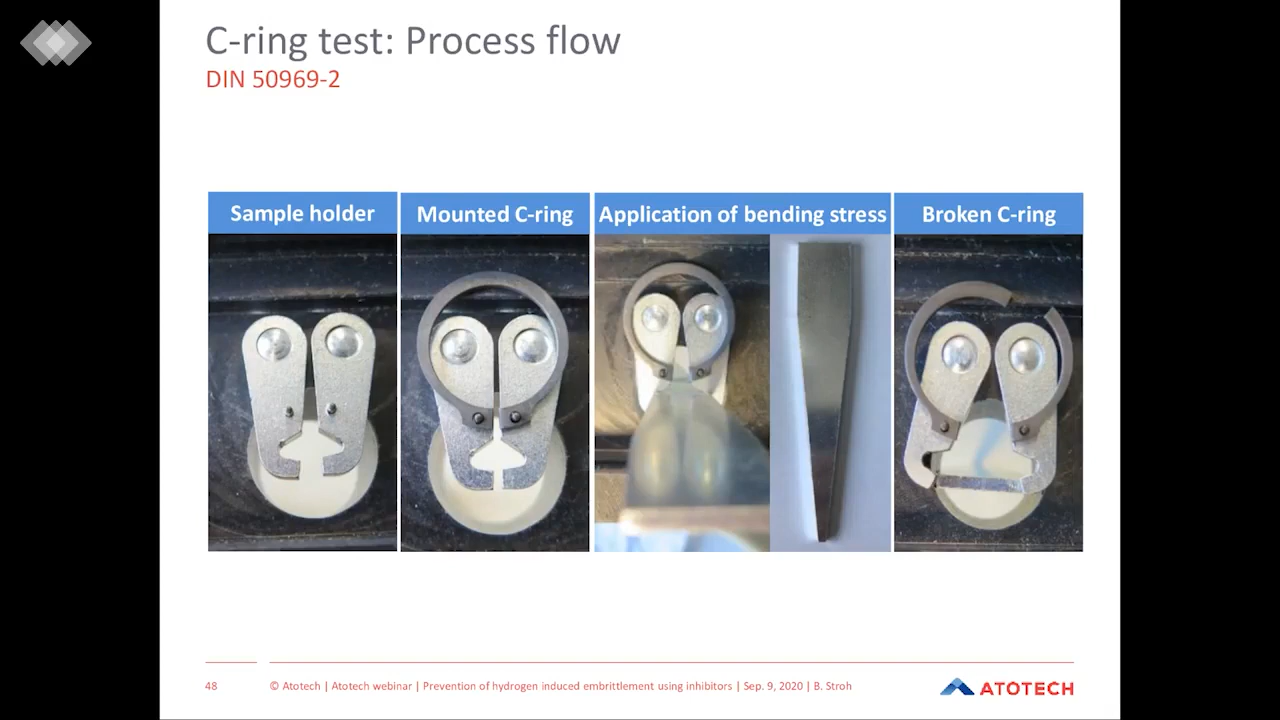 C-ring test: Process flow
DIN 50969-2
Sample holder
Mounted C-ring
Application of bending stress
Broken C-ring
48
© Atotech | Atotech webinar | Prevention of hydrogen induced embrittlement using inhibitors | Sep. 9, 2020 | B. Stroh
ATOTECH